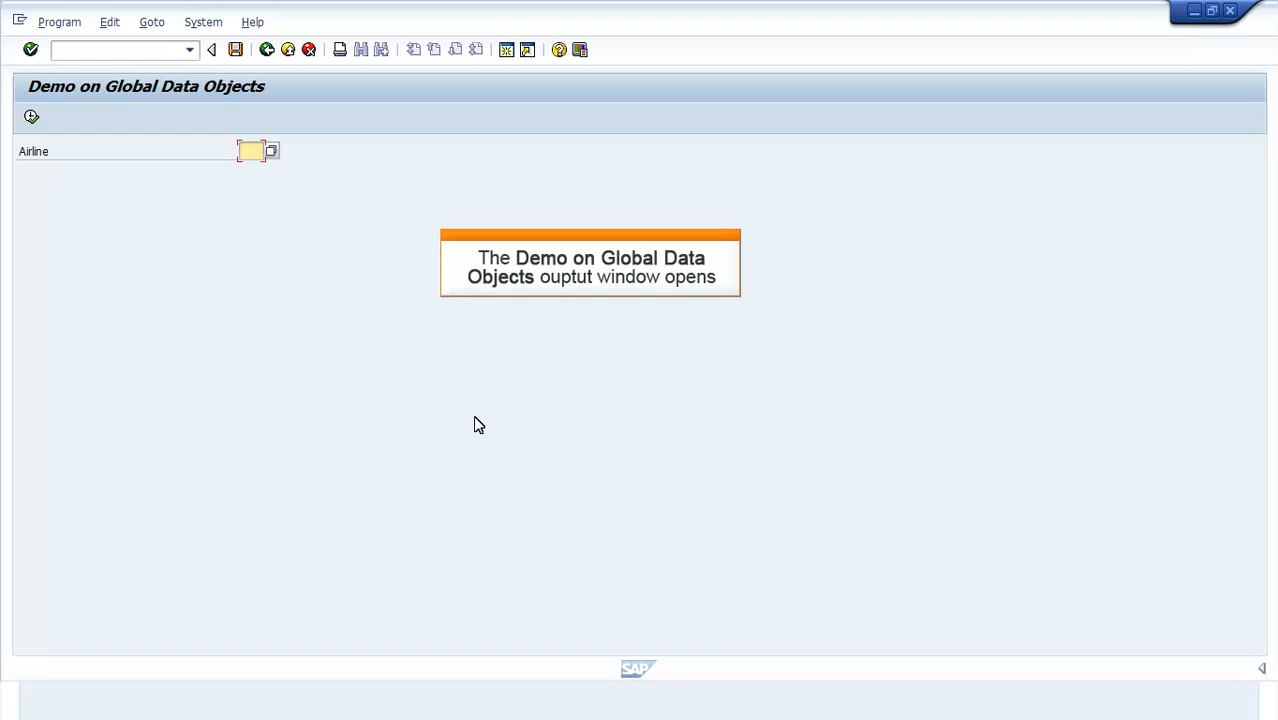 Program Edit Goto System Help
Demo on Global Data Objects
Airline
The Demo on Global Data
Objects ouptut window opens
SAP